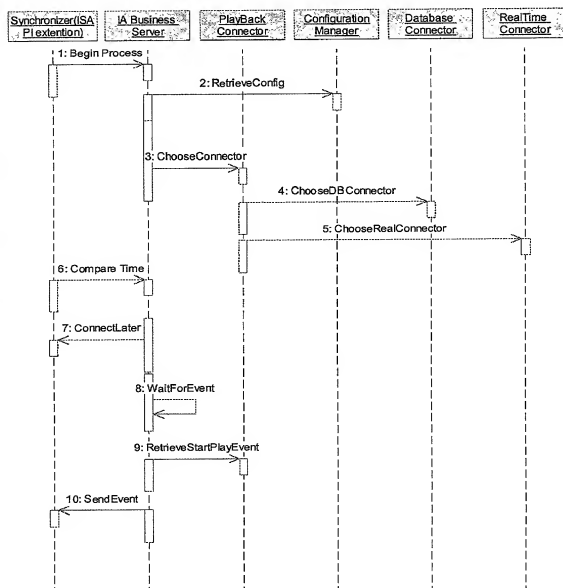 Synchronizer(ISA
PI extention)
IA Business
Server
PlayBack
Connector
Configuration
Manager
Database
Connector
RealTime
Connector
1: Begin Process
2: RetrieveConfig
3: ChooseConnector
4: ChooseDBConnector
5: ChooseRealConnector
6: Compare Time
7: ConnectLater
8: WaitForEvent
9: RetrieveStartPlayEvent
10: SendEvent